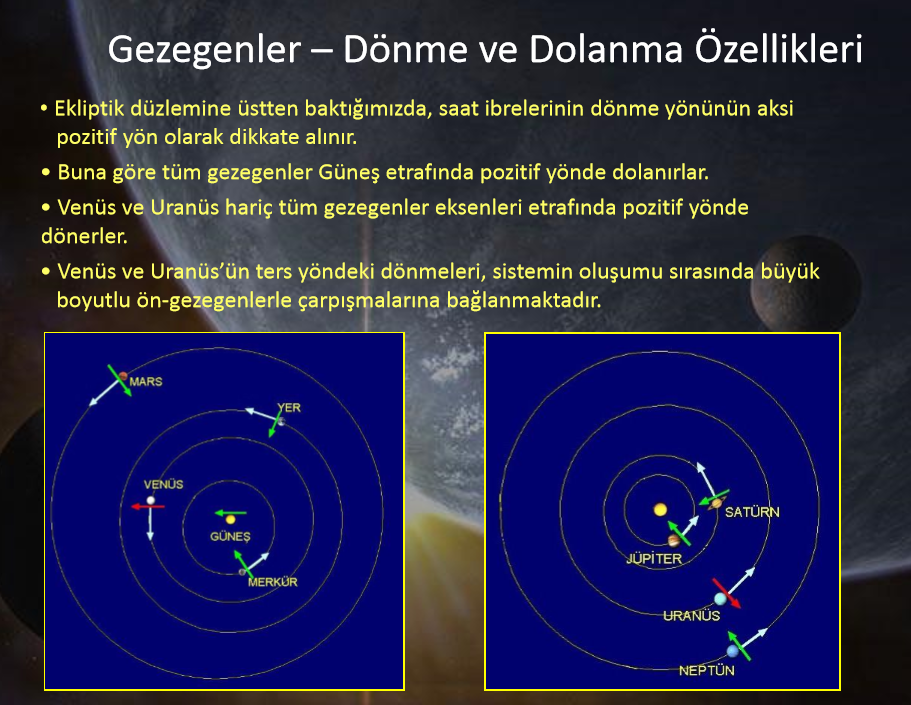 Gezegenler – Dönme ve Dolanma Özellikleri
• Ekliptik düzlemine üstten baktığımızda, saat ibrelerinin dönme yönünün aksi
pozitif yön olarak dikkate alınır.
• Buna göre tüm gezegenler Güneş etrafında pozitif yönde dolanırlar.
• Venüs ve Uranüs hariç tüm gezegenler eksenleri etrafında pozitif yönde
dönerler.
• Venüs ve Uranüs’ün ters yöndeki dönmeleri, sistemin oluşumu sırasında büyük
boyutlu ön-gezegenlerle çarpışmalarına bağlanmaktadır.
MARS
YER
VENÜS
GÜNEŞ
MERKÜR
SATÜRN
JÜPİTER
URANÜS
NEPTÜN